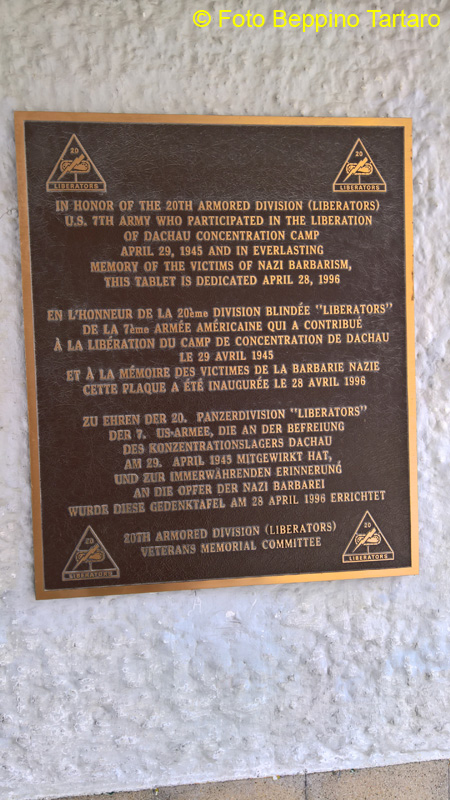 © Foto Beppino Tartaro
20
LIBERATORS
20
LIBERATORS
IN HONOR OF THE 20TH ARMORED DIVISION (LIBERATORS)
U.S. 7TH ARMY WHO PARTICIPATED IN THE LIBERATION
OF DACHAU CONCENTRATION CAMP
APRIL 29, 1945 AND IN EVERLASTING
MEMORY OF THE VICTIMS OF NAZI BARBARISM,
THIS TABLET IS DEDICATED APRIL 28, 1996
EN L'HONNEUR DE LA 20ème DIVISION BLINDÉE "LIBERATORS"
DE LA 7ème ARMÉE AMÉRICAINE QUI A CONTRIBUÉ
À LA LIBÉRATION DU CAMP DE CONCENTRATION DE DACHAU
LE 29 AVRIL 1945
ET À LA MÉMOIRE DES VICTIMES DE LA BARBARIE NAZIE
CETTE PLAQUE A ÉTÉ INAUGURÉE LE 28 AVRIL 1996
ZU EHREN DER 20. PANZERDIVISION "LIBERATORS"
DER 7. US-ARMEE, DIE AN DER BEFREIUNG
DES KONZENTRATIONSLAGERS DACHAU
AM 29. APRIL 1945 MITGEWIRKT HAT,
UND ZUR IMMERWÄHRENDEN ERINNERUNG
AN DIE OPFER DER NAZI BARBAREI
WURDE DIESE GEDENKTAFEL AM 28 APRIL 1996 ERRICHTET
20TH ARMORED DIVISION (LIBERATORS)
VETERANS MEMORIAL COMMITTEE
20
LIBERATORS
20
LIBERATORS